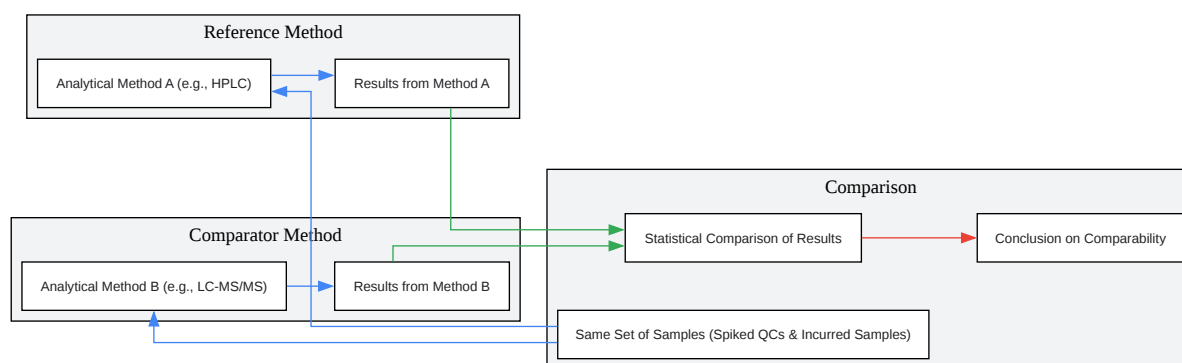 Reference Method
Analytical Method A (e.g., HPLC)
Results from Method A
Comparison
Comparator Method
Statistical Comparison of Results
Conclusion on Comparability
Analytical Method B (e.g., LC-MS/MS)
Results from Method B
Same Set of Samples (Spiked QCs & Incurred Samples)